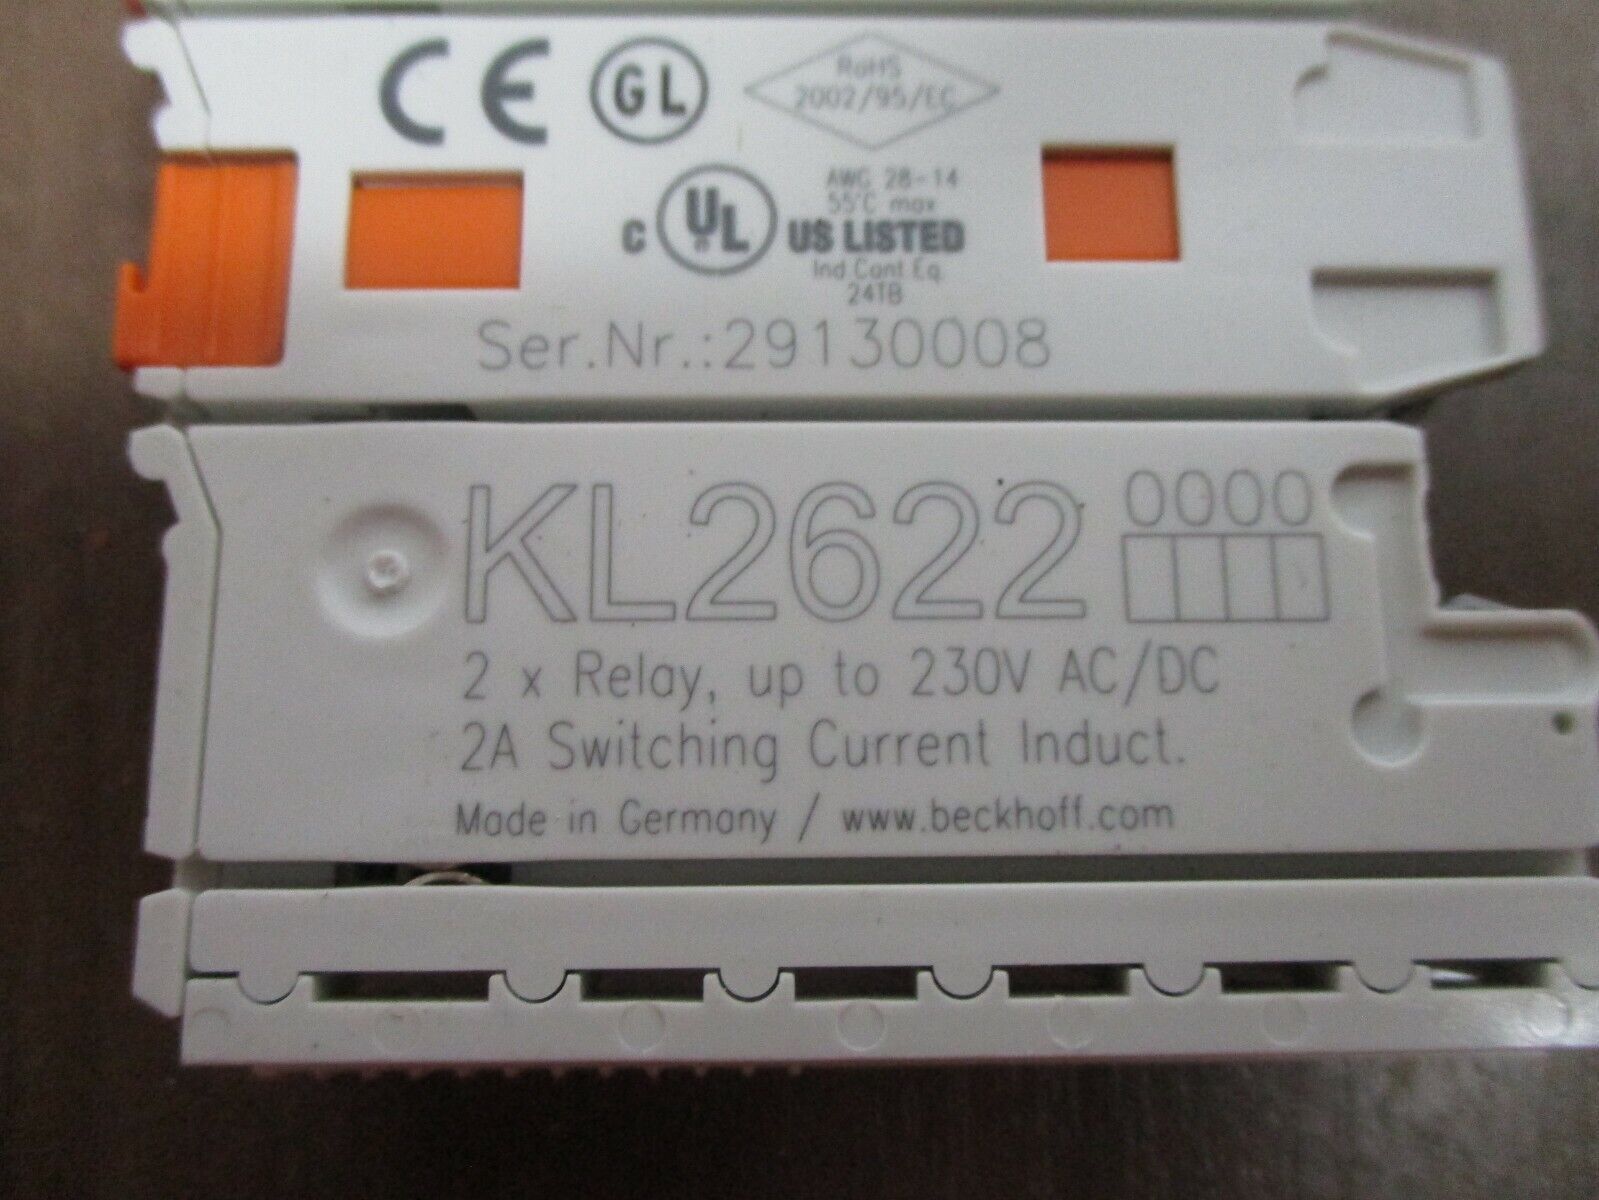 CE GL RoHS
2002/95/EC
AWG 28-14
55°C max
C UL US LISTED
Ind.Cont.Eq.
24TB
Ser.Nr.:29130008
KL2622 0000
2 x Relay, up to 230V AC/DC
2A Switching Current Induct.
Made in Germany / www.beckhoff.com